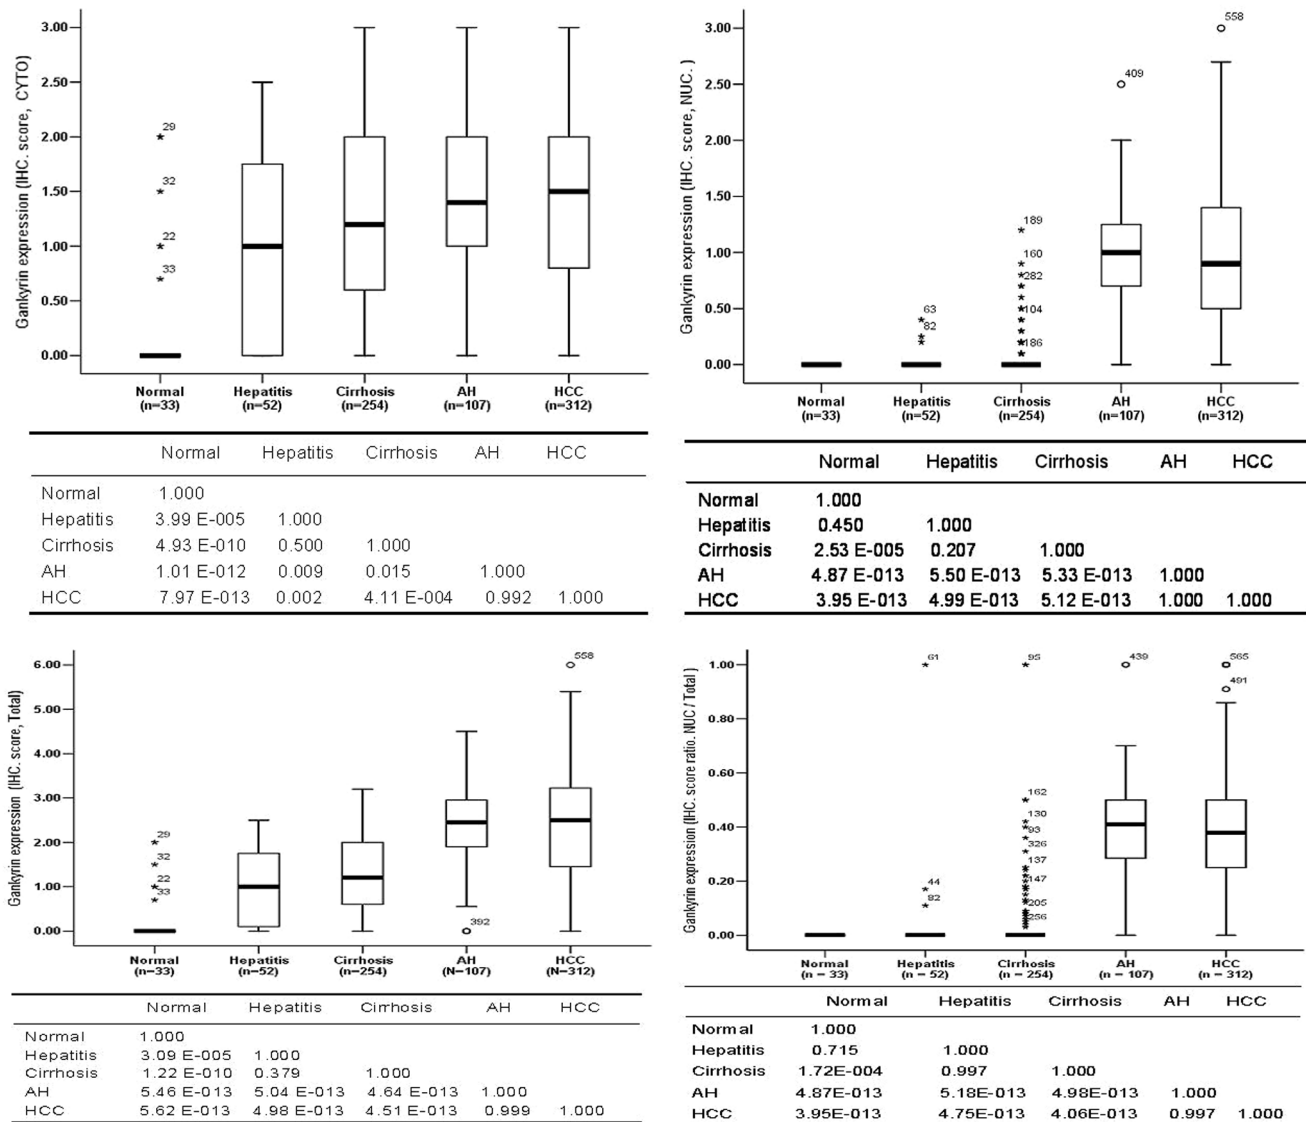 Gankyrin expression (IHC. score, CYTO)
3.00
2.50
2.00
1.50
1.00
0.50
0.00
29
32
22
33
Normal Hepatitis Cirrhosis AH HCC
(n=33) (n=52) (n=254) (n=107) (n=312)
Normal Hepatitis Cirrhosis AH HCC
Normal 1.000
Hepatitis 3.99 E-005 1.000
Cirrhosis 4.93 E-010 0.500 1.000
AH 1.01 E-012 0.009 0.015 1.000
HCC 7.97 E-013 0.002 4.11 E-004 0.992 1.000
Gankyrin expression (IHC. score, NUC. )
3.00
2.50
2.00
1.50
1.00
0.50
0.00
558
409
189
160
282
104
186
63
82
Normal Hepatitis Cirrhosis AH HCC
(n=33) (n=52) (n=254) (n=107) (n=312)
Normal Hepatitis Cirrhosis AH HCC
Normal 1.000
Hepatitis 0.450 1.000
Cirrhosis 2.53 E-005 0.207 1.000
AH 4.87 E-013 5.50 E-013 5.33 E-013 1.000
HCC 3.95 E-013 4.99 E-013 5.12 E-013 1.000 1.000
Gankyrin expression (IHC. score, Total)
6.00
5.00
4.00
3.00
2.00
1.00
0.00
558
29
32
22
33
392
Normal Hepatitis Cirrhosis AH HCC
(n=33) (n=52) (n=254) (N=107) (N=312)
Normal Hepatitis Cirrhosis AH HCC
Normal 1.000
Hepatitis 3.09 E-005 1.000
Cirrhosis 1.22 E-010 0.379 1.000
AH 5.46 E-013 5.04 E-013 4.64 E-013 1.000
HCC 5.62 E-013 4.98 E-013 4.51 E-013 0.999 1.000
Gankyrin expression (IHC. score ratio. NUC / Total)
1.00
0.80
0.60
0.40
0.20
0.00
61
95
439
565
491
162
130
93
326
137
147
205
256
44
82
Normal Hepatitis Cirrhosis AH HCC
(n = 33) (n = 52) (n = 254) (n = 107) (n = 312)
Normal Hepatitis Cirrhosis AH HCC
Normal 1.000
Hepatitis 0.715 1.000
Cirrhosis 1.72E-004 0.997 1.000
AH 4.87E-013 5.18E-013 4.98E-013 1.000
HCC 3.95E-013 4.75E-013 4.06E-013 0.997 1.000